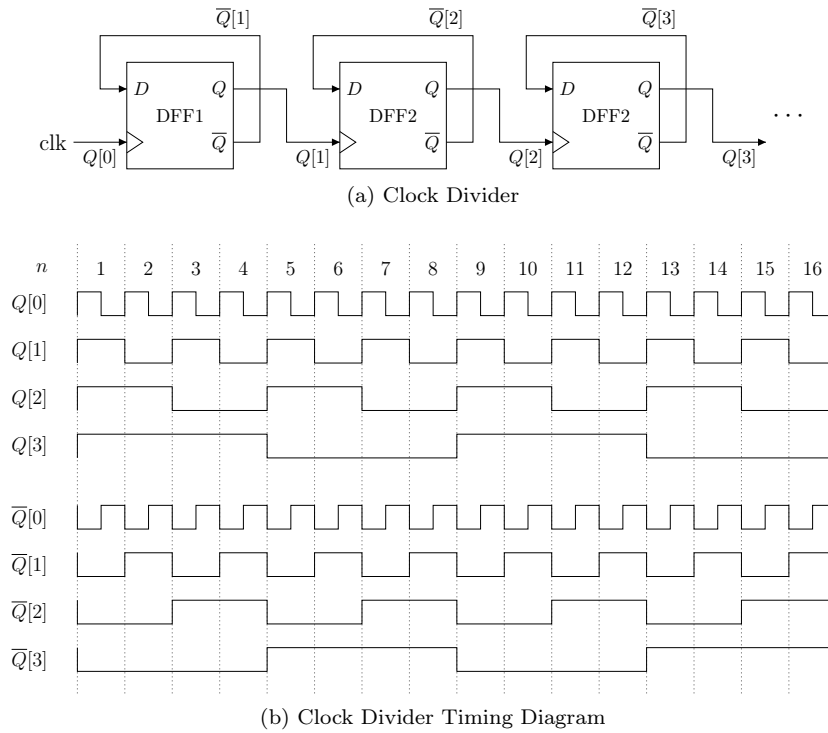 Q̅[1] Q̅[2] Q̅[3]
D Q D Q D Q
DFF1 DFF2 DFF2
clk Q̅ Q̅ Q̅ · · ·
Q[0] Q[1] Q[2] Q[3]
(a) Clock Divider
n 1 2 3 4 5 6 7 8 9 10 11 12 13 14 15 16
Q[0]
Q[1]
Q[2]
Q[3]
Q̅[0]
Q̅[1]
Q̅[2]
Q̅[3]
(b) Clock Divider Timing Diagram